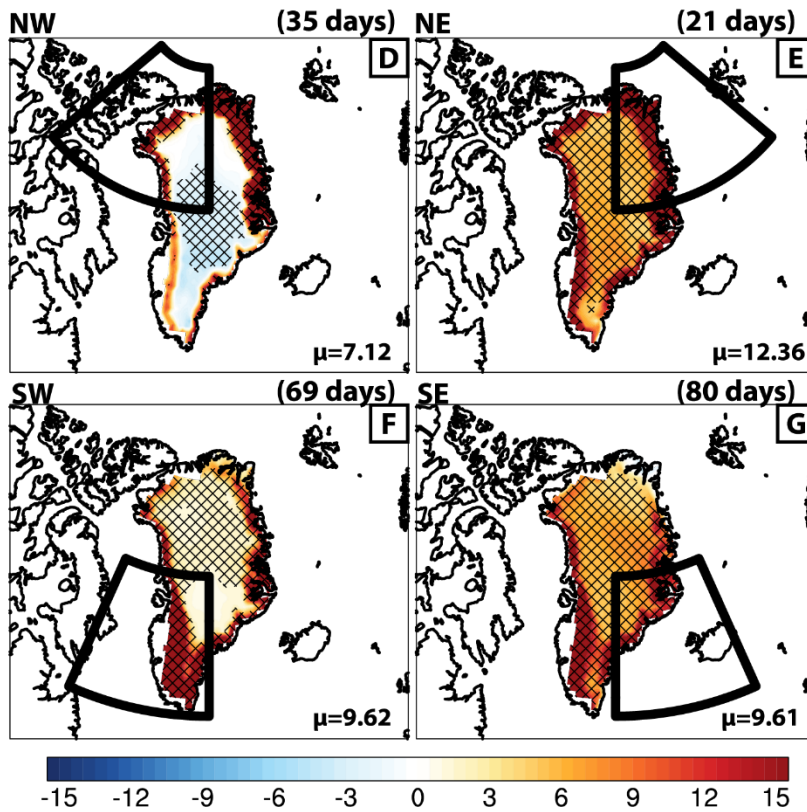 NW (35 days) NE (21 days)
D E
μ=7.12 μ=12.36
SW (69 days) SE (80 days)
F G
μ=9.62 μ=9.61
-15 -12 -9 -6 -3 0 3 6 9 12 15